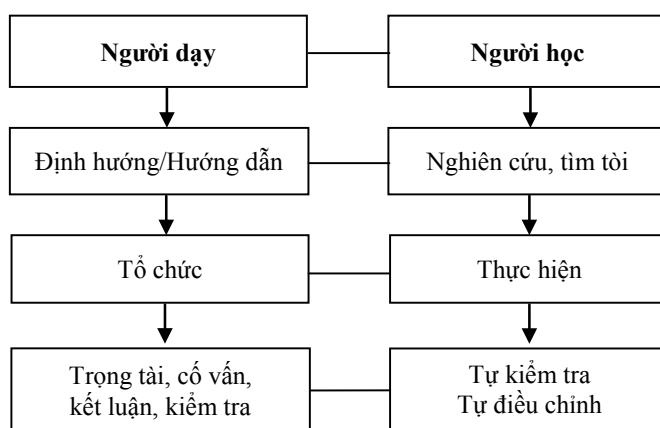 Người dạy
Người học
Định hướng/Hướng dẫn
Nghiên cứu, tìm tòi
Tổ chức
Thực hiện
Trọng tài, cố vấn,
kết luận, kiểm tra
Tự kiểm tra
Tự điều chỉnh